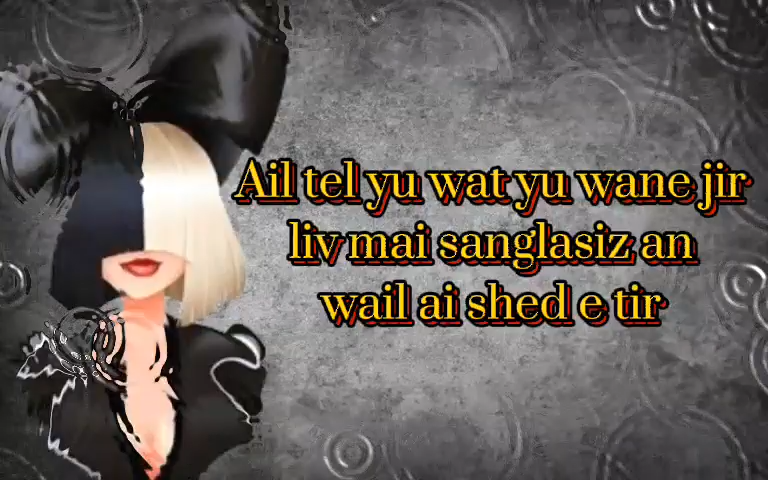 Ail tel yu wat yu wane jir
liv mai sanglasiz an
wail ai shed e tir